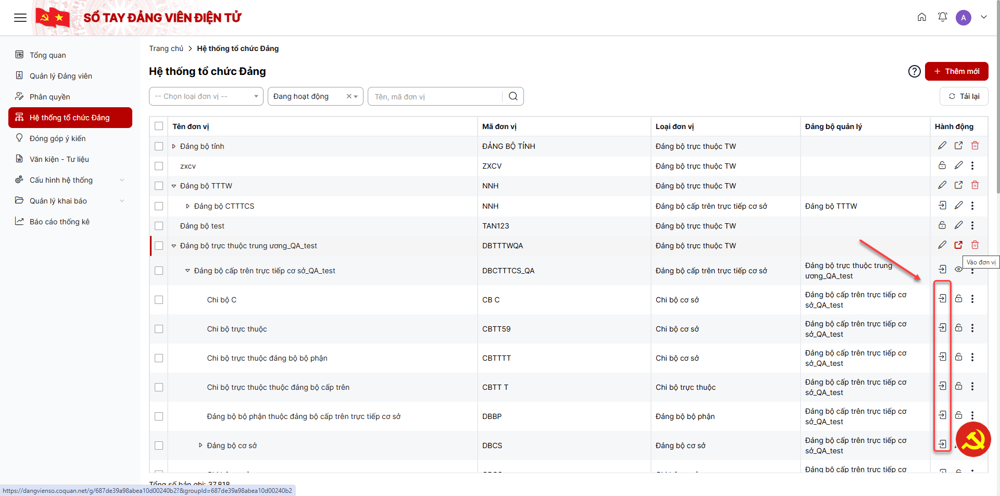 SỔ TAY ĐẢNG VIÊN ĐIỆN TỬ
A
Tổng quan
Quản lý Đảng viên
Phân quyền
Hệ thống tổ chức Đảng
Đóng góp ý kiến
Văn kiện - Tư liệu
Cấu hình hệ thống
Quản lý khai báo
Báo cáo thống kê
Trang chủ > Hệ thống tổ chức Đảng
Hệ thống tổ chức Đảng
? + Thêm mới
-- Chọn loại đơn vị -- Đang hoạt động Tên, mã đơn vị Tải lại
Tên đơn vị Mã đơn vị Loại đơn vị Đảng bộ quản lý Hành động
Đảng bộ tỉnh ĐẢNG BỘ TỈNH Đảng bộ trực thuộc TW
zxcv ZXCV Đảng bộ trực thuộc TW
Đảng bộ TTTW NNH Đảng bộ trực thuộc TW
Đảng bộ CTTTCS NNH Đảng bộ cấp trên trực tiếp cơ sở Đảng bộ TTTW
Đảng bộ test TAN123 Đảng bộ trực thuộc TW
Đảng bộ trực thuộc trung ương_QA_test DBTTTWQA Đảng bộ trực thuộc TW
Vào đơn vị
Đảng bộ cấp trên trực tiếp cơ sở_QA_test DBCTTTCS_QA Đảng bộ cấp trên trực tiếp cơ sở Đảng bộ trực thuộc trung
ương_QA_test
Chi bộ C CB C Chi bộ cơ sở Đảng bộ cấp trên trực tiếp cơ
sở_QA_test
Chi bộ trực thuộc CBTT59 Chi bộ cơ sở Đảng bộ cấp trên trực tiếp cơ
sở_QA_test
Chi bộ trực thuộc đảng bộ bộ phận CBTTTT Chi bộ cơ sở Đảng bộ cấp trên trực tiếp cơ
sở_QA_test
Chi bộ trực thuộc thuộc đảng bộ cấp trên CBTT T Chi bộ trực thuộc Đảng bộ cấp trên trực tiếp cơ
sở_QA_test
Đảng bộ bộ phận thuộc đảng bộ cấp trên trực tiếp cơ sở DBBP Đảng bộ bộ phận Đảng bộ cấp trên trực tiếp cơ
sở_QA_test
Đảng bộ cơ sở DBCS Đảng bộ cơ sở Đảng bộ cấp trên trực tiếp cơ
sở_QA_test
Đảng bộ cấp trên trực tiếp cơ
Tổng số bản ghi: 37.818
https://dangvienso.coquan.net/g/687de39a98abea10d00240b2?&groupId=687de39a98abea10d00240b2